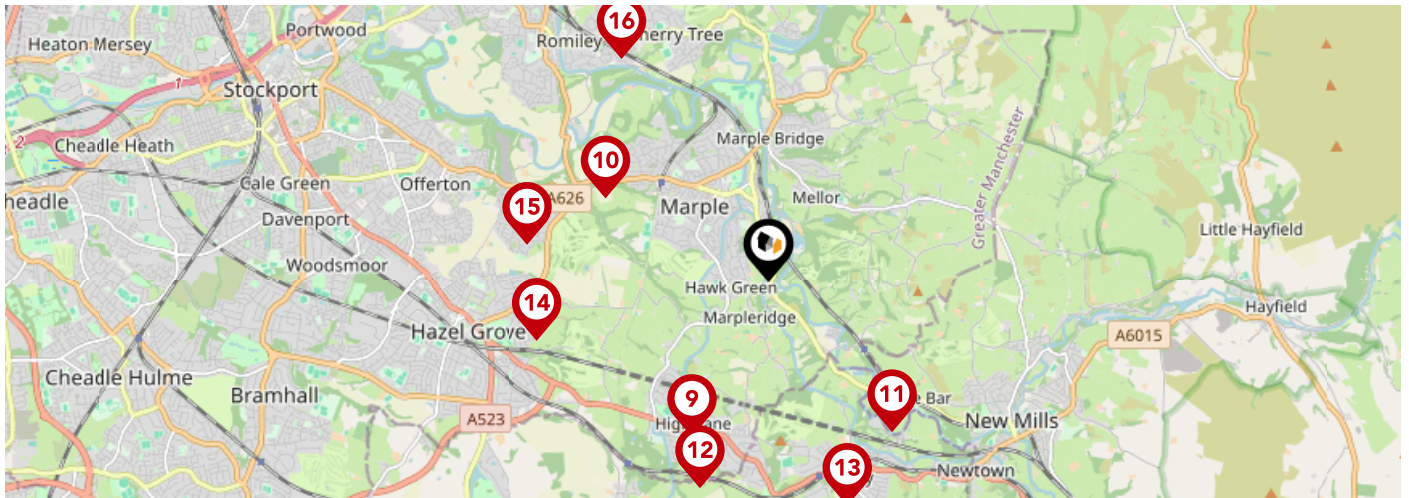 16
Portwood
Heaton Mersey
Romiley
erry Tree
1
Stockport
2
Cheadle Heath
Marple Bridge
Greater Manchester
10
Cale Green
Offerton
A626
15
Marple
Mellor
headle
Davenport
Little Hayfield
Woodsmoor
Hawk Green
14
Marpleridge
Hayfield
Hazel Grove
A6015
Cheadle Hulme
Bramhall
9
11
e Bar
A523
High Lane
New Mills
12
13
Newtown